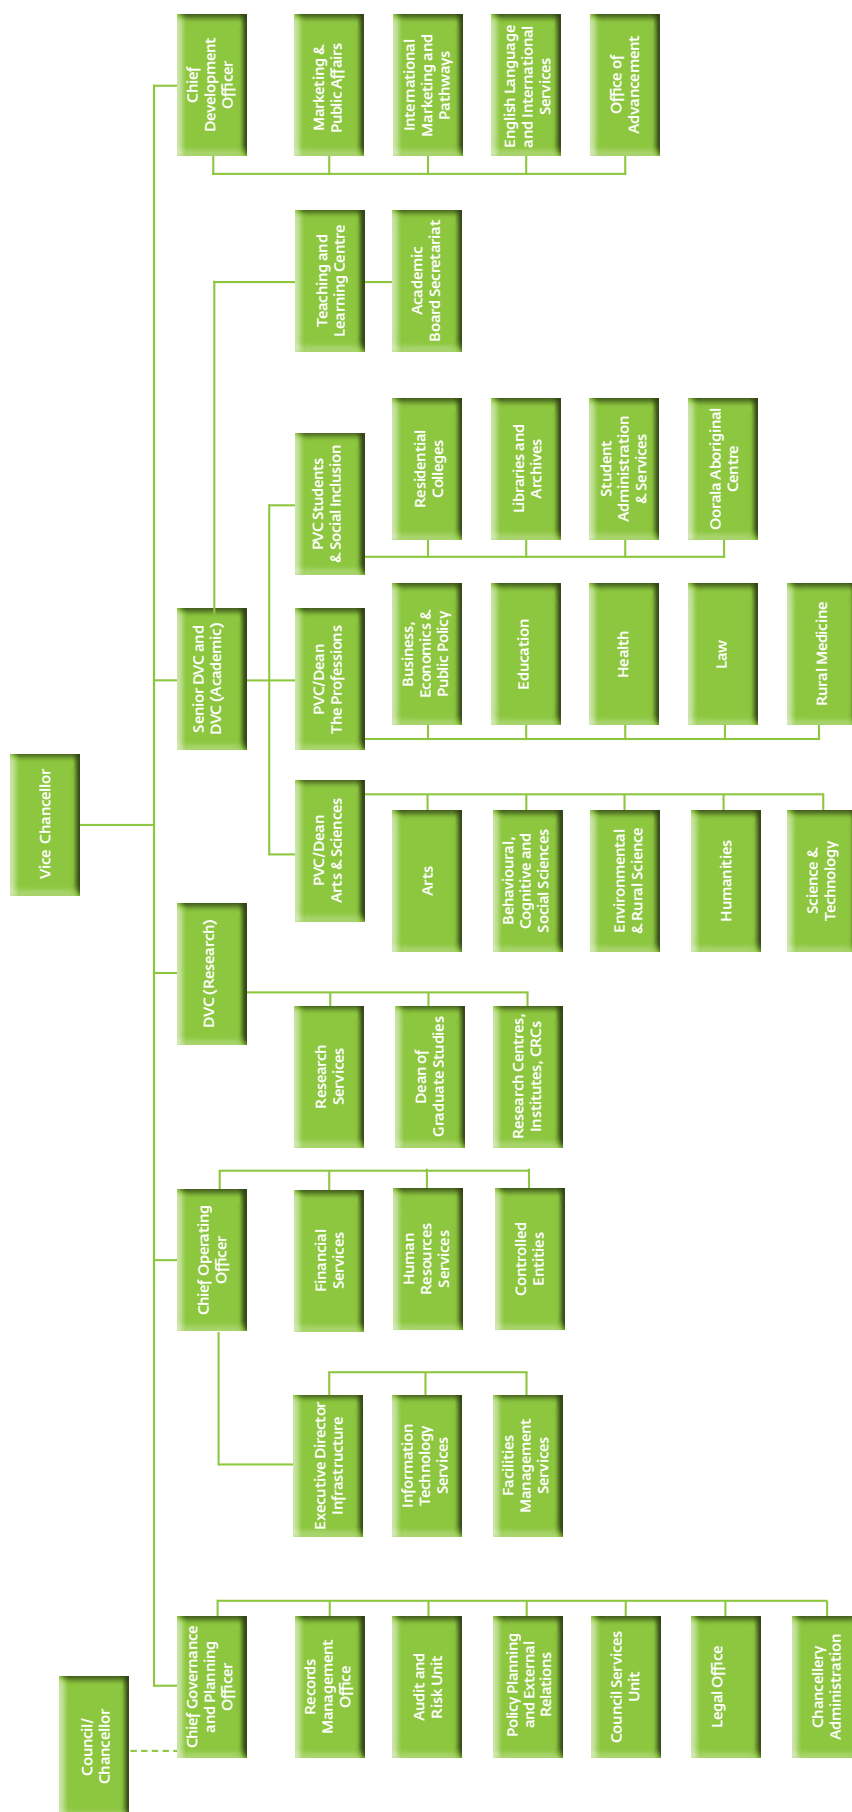 Council/
Chancellor
Vice Chancellor
Chief Governance
and Planning
Officer
Records
Management
Office
Audit and
Risk Unit
Policy Planning
and External
Relations
Council Services
Unit
Legal Office
Chancellery
Administration
Chief Operating
Officer
Executive Director
Infrastructure
Information
Technology
Services
Facilities
Management
Services
Financial
Services
Human
Resources
Services
Controlled
Entities
DVC (Research)
Research
Services
Dean of
Graduate Studies
Research Centres,
Institutes, CRCs
Senior DVC and
DVC (Academic)
PVC/Dean
Arts & Sciences
Arts
Behavioural,
Cognitive and
Social Sciences
Environmental
& Rural Science
Humanities
Science &
Technology
PVC/Dean
The Professions
Business,
Economics &
Public Policy
Education
Health
Law
Rural Medicine
PVC Students
& Social Inclusion
Residential
Colleges
Libraries and
Archives
Student
Administration
& Services
Oorala Aboriginal
Centre
Teaching and
Learning Centre
Academic
Board Secretariat
Chief
Development
Officer
Marketing &
Public Affairs
International
Marketing and
Pathways
English Language
and International
Services
Office of
Advancement